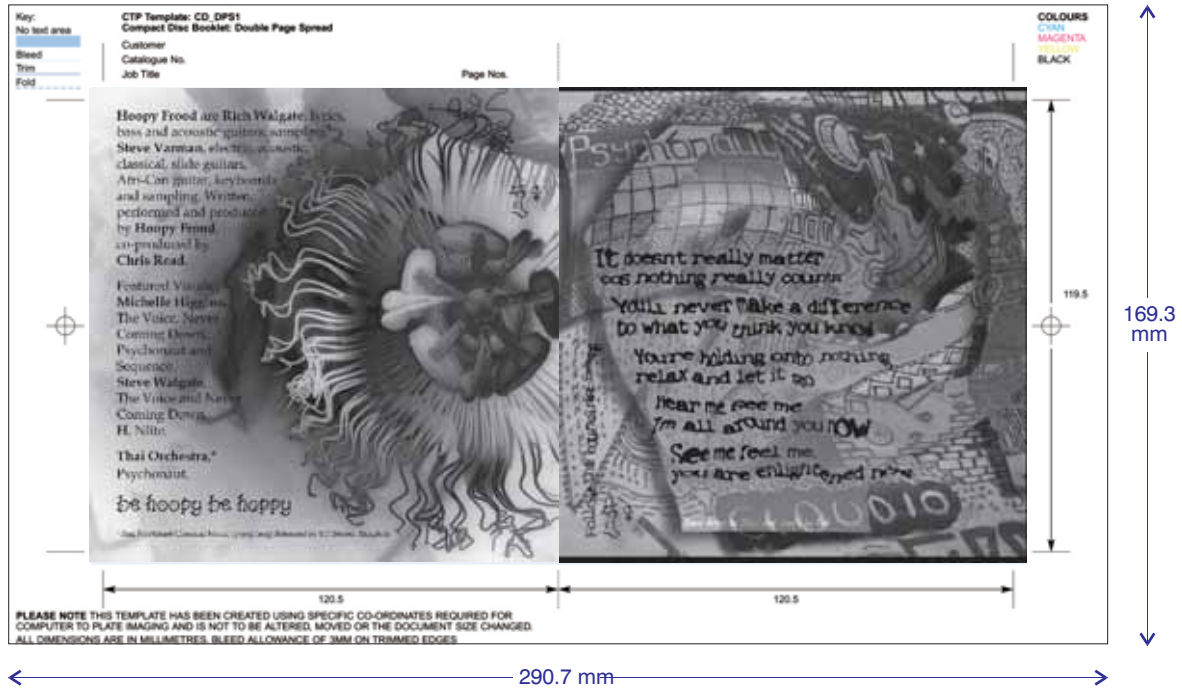 Key:
No text area
Bleed
Trim
Fold
CTP Template: CD_DPS1
Compact Disc Booklet: Double Page Spread
Customer
Catalogue No.
Job Title
Page Nos.
COLOURS
CYAN
MAGENTA
YELLOW
BLACK
Hoopy Frood are Rich Walgate, lyrics,
bass and acoustic guitars, sampling*
Steve Varman, electric, acoustic,
classical, slide guitars,
Afri-Can guitar, keyboards
and sampling. Written,
performed and produced
by Hoopy Frood,
co-produced by
Chris Read.
Featured Vocals
Michelle Higgins,
The Voice, Never
Coming Down,
Psychonaut and
Sequence.
Steve Walgate,
The Voice and Never
Coming Down.
H. Nlite.
Thai Orchestra,*
Psychonaut.
be hoopy be hoppy
Psychonaut
It doesnt really matter
cos nothing really counts
Youll never make a difference
to what you think you know
Youre holding onto nothing
relax and let it go
hear me see me
Im all around you NOW
See me feel me
you are enlightened now
CLOUDIO
119.5
169.3
mm
120.5
120.5
PLEASE NOTE THIS TEMPLATE HAS BEEN CREATED USING SPECIFIC CO-ORDINATES REQUIRED FOR
COMPUTER TO PLATE IMAGING AND IS NOT TO BE ALTERED, MOVED OR THE DOCUMENT SIZE CHANGED.
ALL DIMENSIONS ARE IN MILLIMETRES. BLEED ALLOWANCE OF 3MM ON TRIMMED EDGES
290.7 mm